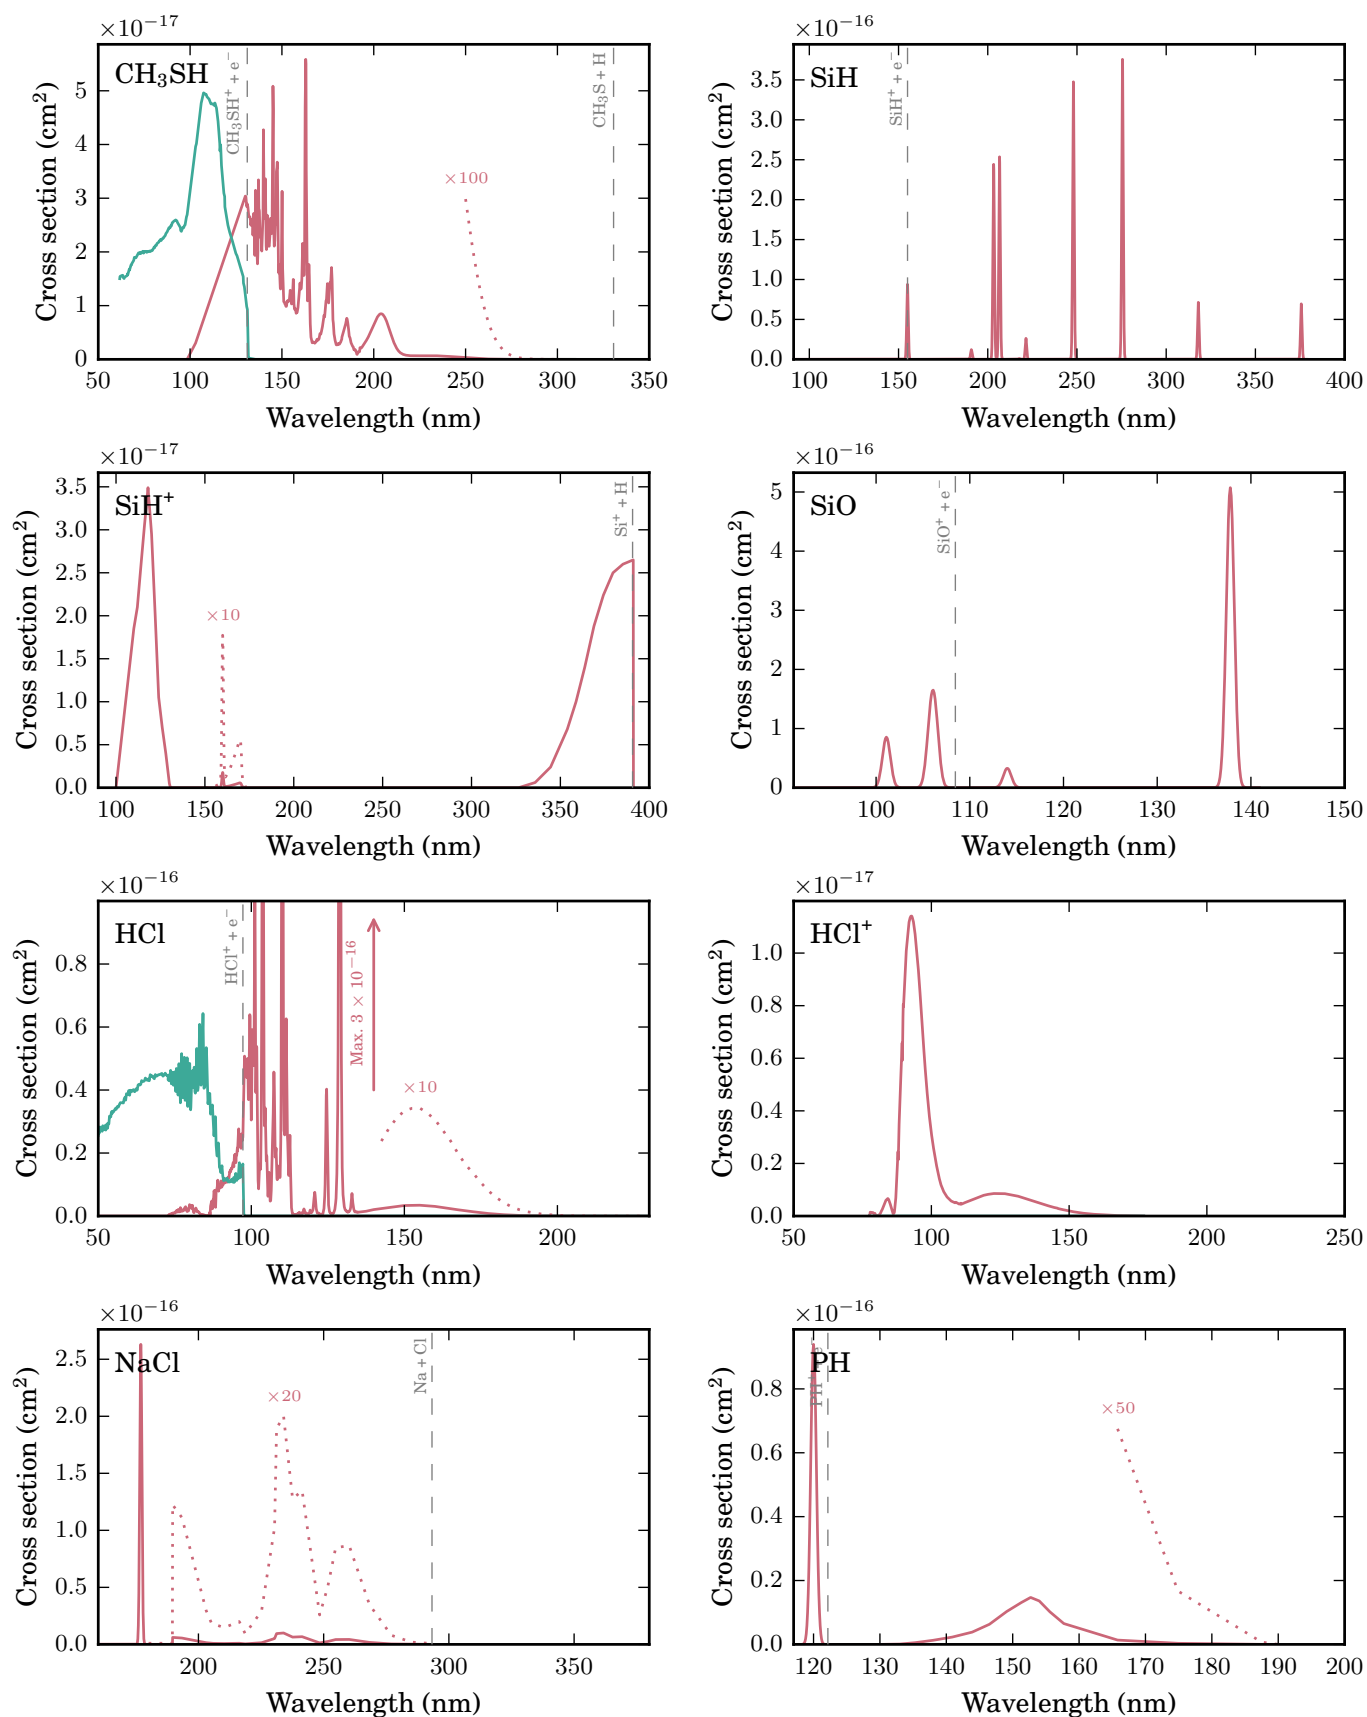 ×10⁻¹⁷
CH₃SH
CH₃SH⁺ + e⁻
CH₃S + H
×100
Cross section (cm²)
5
4
3
2
1
0
50 100 150 200 250 300 350
Wavelength (nm)
×10⁻¹⁶
SiH
SiH⁺ + e⁻
Cross section (cm²)
3.5
3.0
2.5
2.0
1.5
1.0
0.5
0.0
100 150 200 250 300 350 400
Wavelength (nm)
×10⁻¹⁷
SiH⁺
Si⁺ + H
×10
Cross section (cm²)
3.5
3.0
2.5
2.0
1.5
1.0
0.5
0.0
100 150 200 250 300 350 400
Wavelength (nm)
×10⁻¹⁶
SiO
SiO⁺ + e⁻
Cross section (cm²)
5
4
3
2
1
0
100 110 120 130 140 150
Wavelength (nm)
×10⁻¹⁶
HCl
HCl⁺ + e⁻
Max. 3 × 10⁻¹⁶
×10
Cross section (cm²)
0.8
0.6
0.4
0.2
0.0
50 100 150 200
Wavelength (nm)
×10⁻¹⁷
HCl⁺
Cross section (cm²)
1.0
0.8
0.6
0.4
0.2
0.0
50 100 150 200 250
Wavelength (nm)
×10⁻¹⁶
NaCl
Na + Cl
×20
Cross section (cm²)
2.5
2.0
1.5
1.0
0.5
0.0
200 250 300 350
Wavelength (nm)
×10⁻¹⁶
PH
PH⁺ + e⁻
×50
Cross section (cm²)
0.8
0.6
0.4
0.2
0.0
120 130 140 150 160 170 180 190 200
Wavelength (nm)